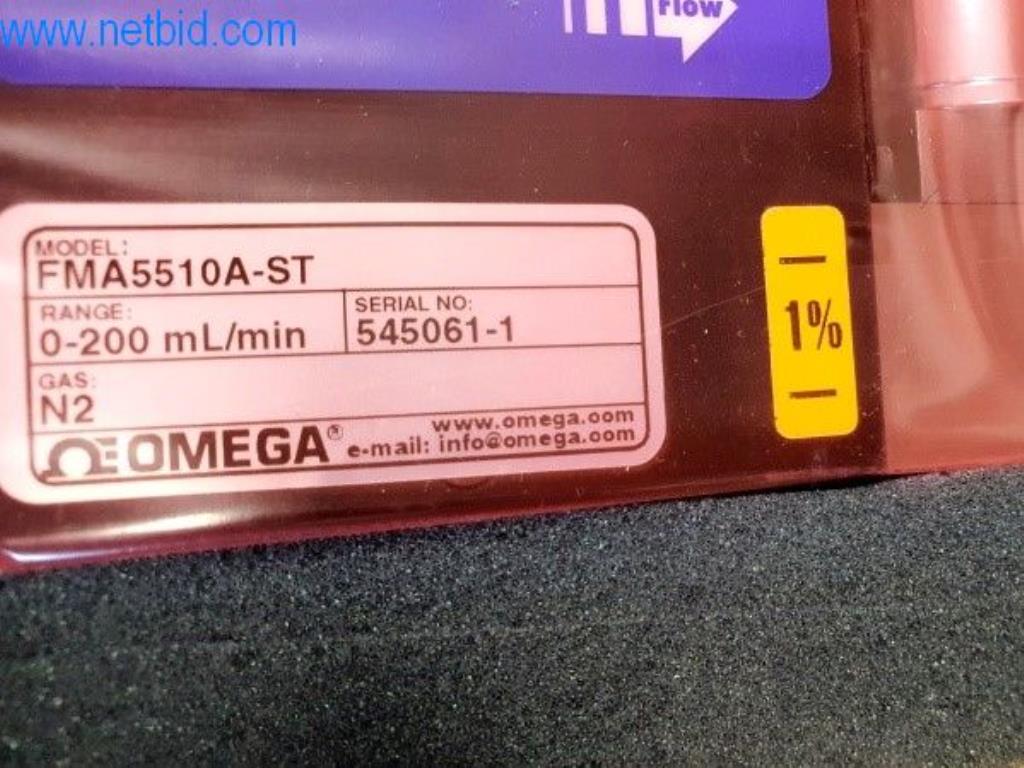 www.netbid.com
Flow
MODEL:
FMA5510A-ST
RANGE:
0-200 mL/min
SERIAL NO:
545061-1
GAS:
N2
OMEGA®
www.omega.com
e-mail: info@omega.com
1%